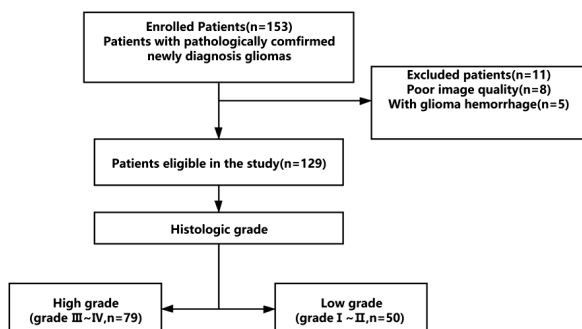 Enrolled Patients(n=153)
Patients with pathologically comfirmed
newly diagnosis gliomas
Excluded patients(n=11)
Poor image quality(n=8)
With glioma hemorrhage(n=5)
Patients eligible in the study(n=129)
Histologic grade
High grade
(grade Ⅲ~Ⅳ,n=79)
Low grade
(grade Ⅰ ~Ⅱ,n=50)